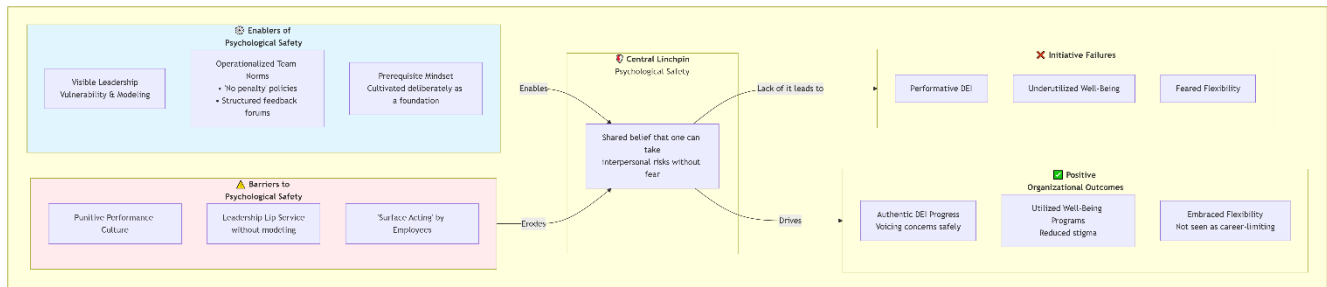 Enablers of
Psychological Safety
Visible Leadership
Vulnerability & Modeling
Operationalized Team
Norms
• 'No penalty' policies
• Structured feedback
forums
Prerequisite Mindset
Cultivated deliberately as
a foundation
Barriers to
Psychological Safety
Punitive Performance
Culture
Leadership Lip Service
without modeling
'Surface Acting' by
Employees
Enables
Erodes
Central Linchpin
Psychological Safety
Shared belief that one can
take
interpersonal risks without
fear
Lack of it leads to
Drives
Initiative Failures
Performative DEI
Underutilized Well-Being
Feared Flexibility
Positive
Organizational Outcomes
Authentic DEI Progress
Voicing concerns safely
Utilized Well-Being
Programs
Reduced stigma
Embraced Flexibility
Not seen as career-limiting